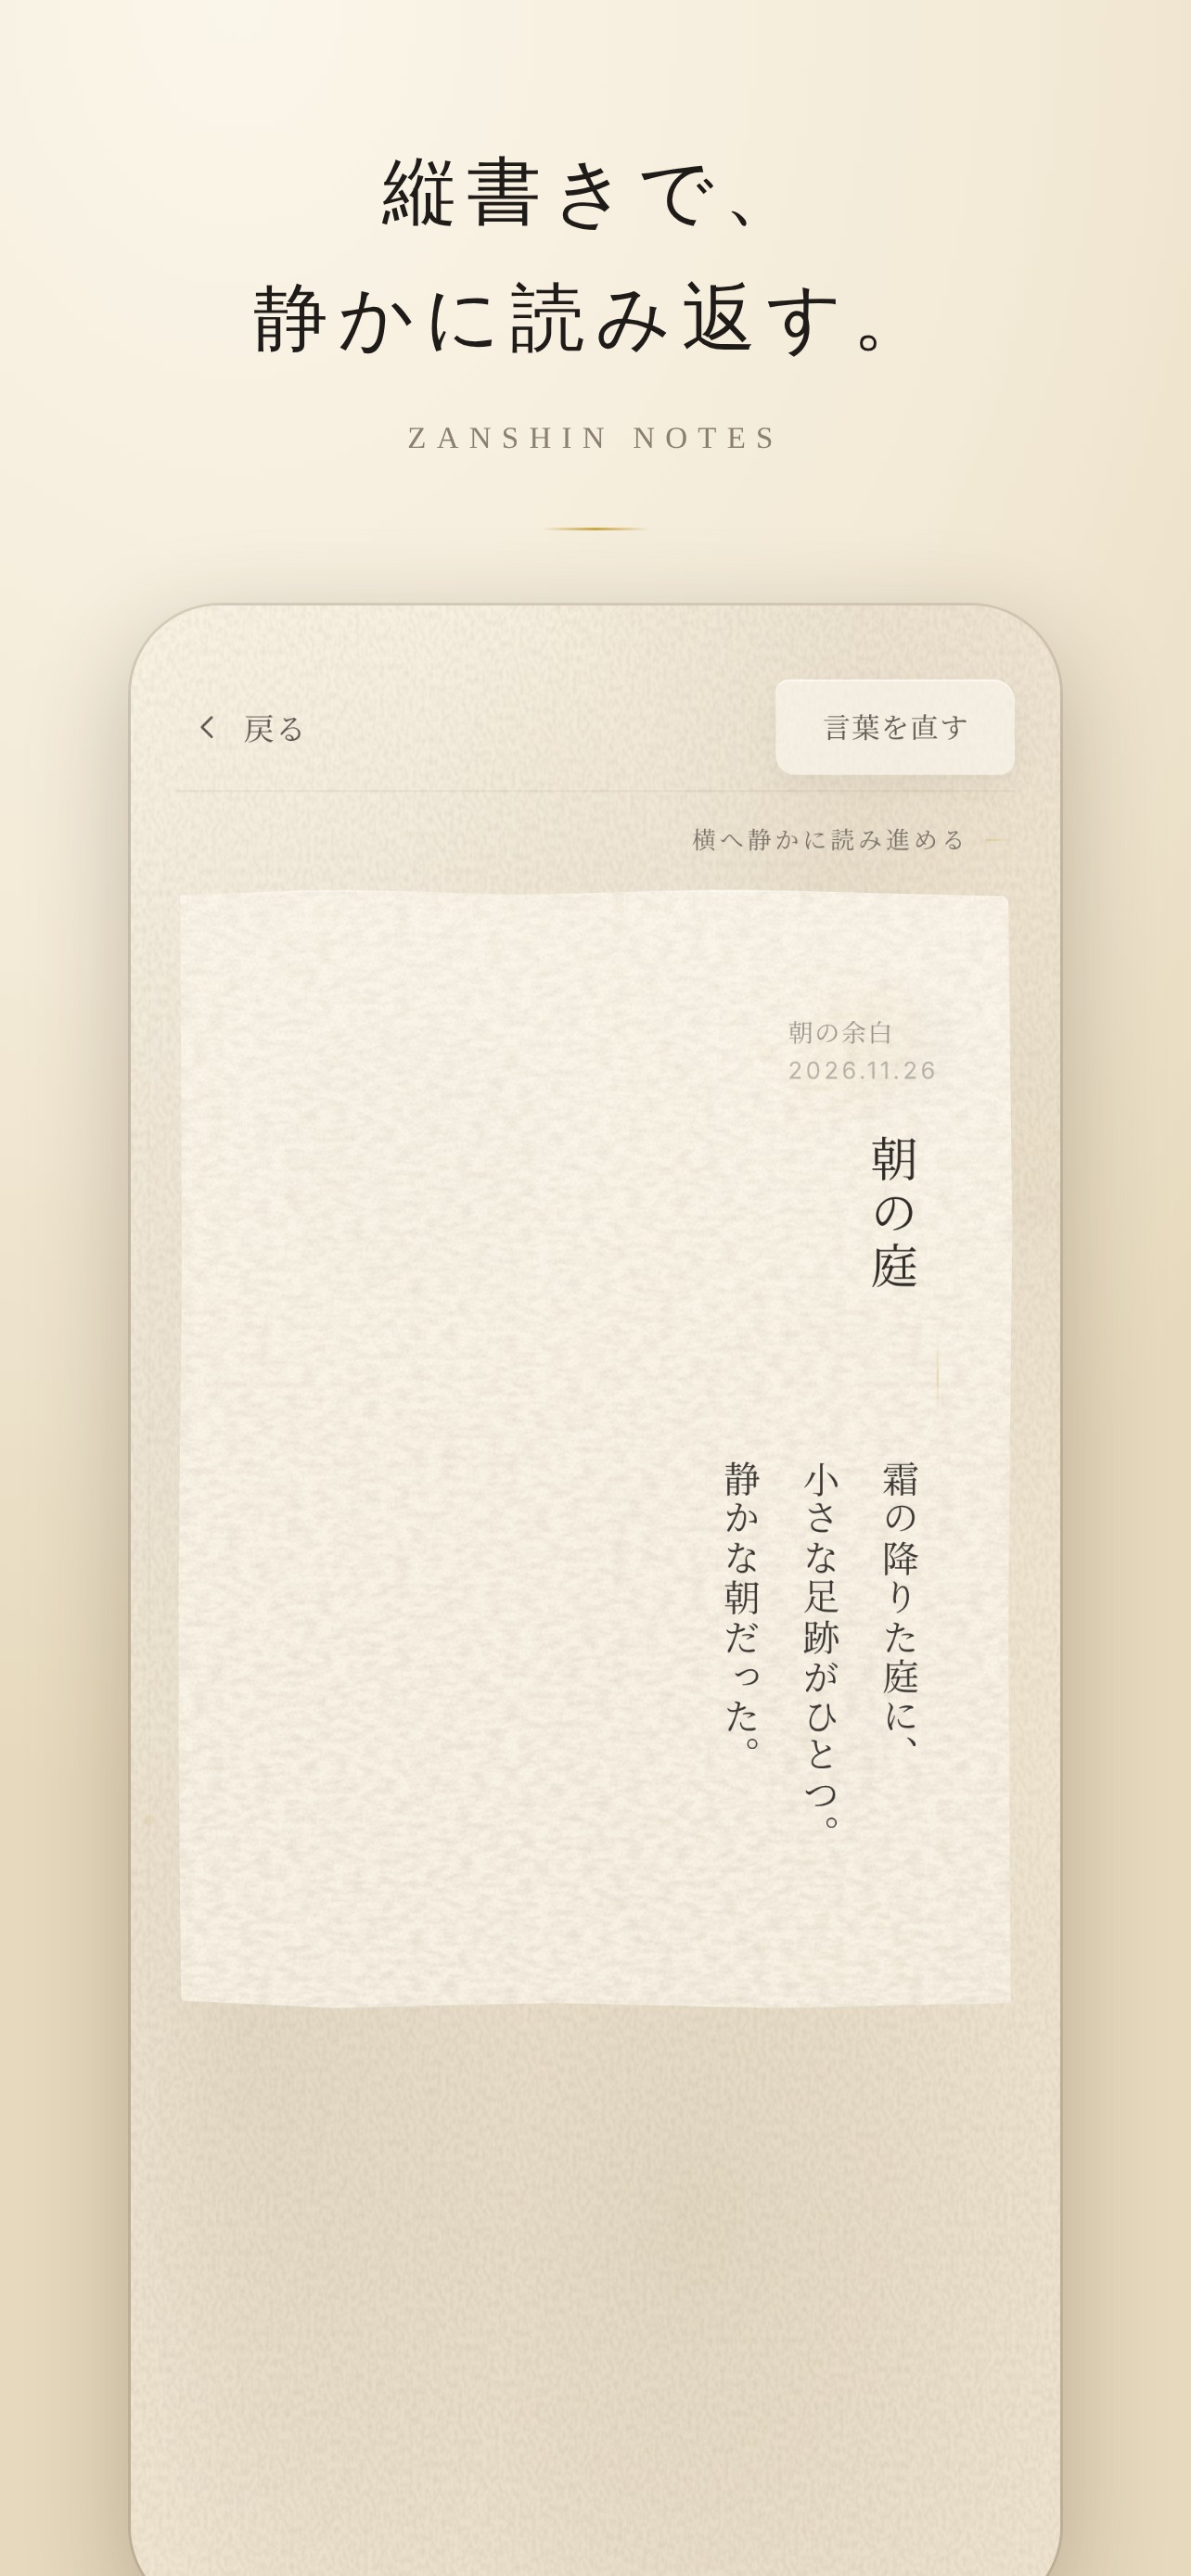 縦書きで、
静かに読み返す。
ZANSHIN NOTES
戻る
言葉を直す
横へ静かに読み進める
朝の余白
2026.11.26
朝の庭
霜の降りた庭に、
小さな足跡がひとつ。
静かな朝だった。